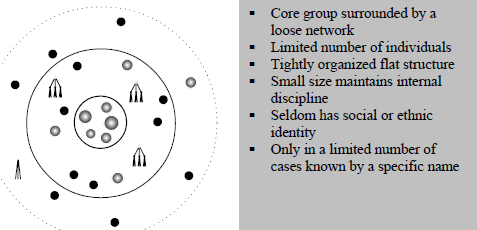 ▪ Core group surrounded by a
loose network
▪ Limited number of individuals
▪ Tightly organized flat structure
▪ Small size maintains internal
discipline
▪ Seldom has social or ethnic
identity
▪ Only in a limited number of
cases known by a specific name